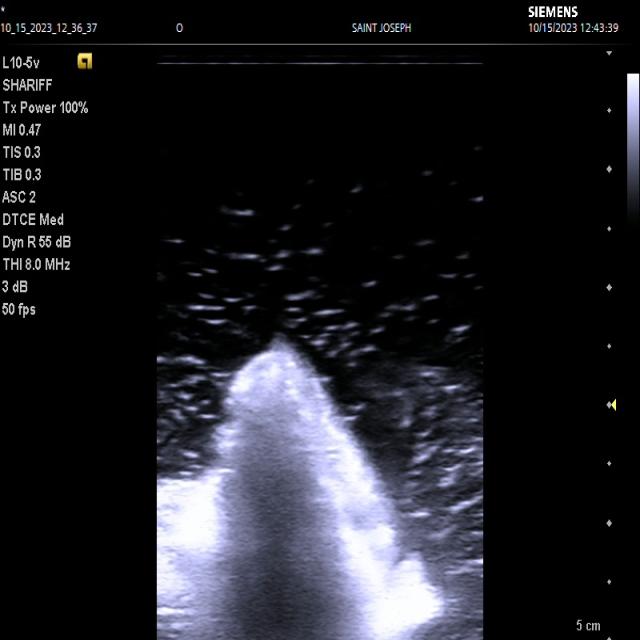 *
SIEMENS
10_15_2023_12_36_37 O SAINT JOSEPH 10/15/2023 12:43:39
L10-5v
SHARIFF
Tx Power 100%
MI 0.47
TIS 0.3
TIB 0.3
ASC 2
DTCE Med
Dyn R 55 dB
THI 8.0 MHz
3 dB
50 fps
5 cm